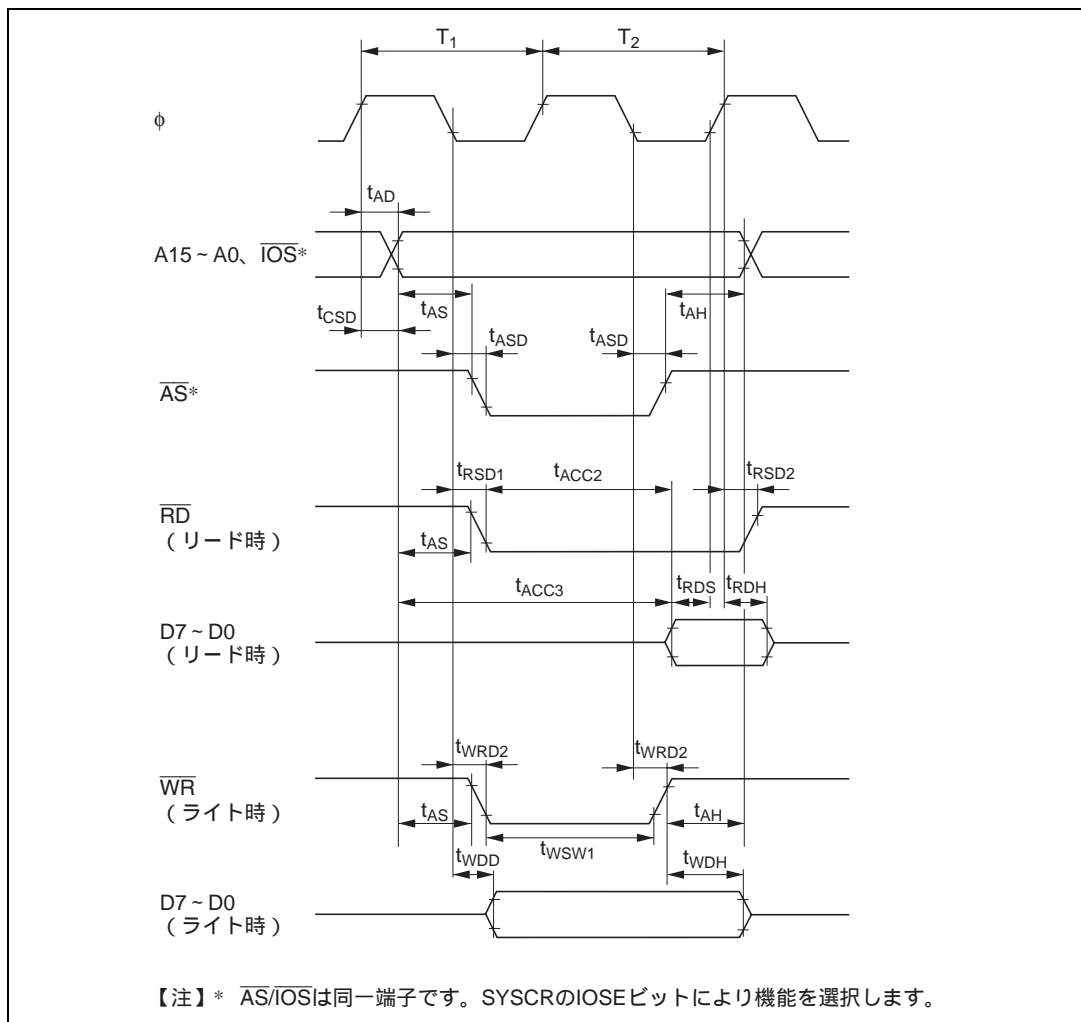 T1 T2
φ
tAD
A15~A0、IOS*
tCSD tAS tAH
tASD tASD
AS*
tRSD1 tACC2 tRSD2
RD
(リード時)
tAS
tACC3 tRDS tRDH
D7~D0
(リード時)
tWRD2 tWRD2
WR
(ライト時)
tAS tAH
tWSW1
tWDD tWDH
D7~D0
(ライト時)
【注】* AS/IOSは同一端子です。SYSCRのIOSEビットにより機能を選択します。